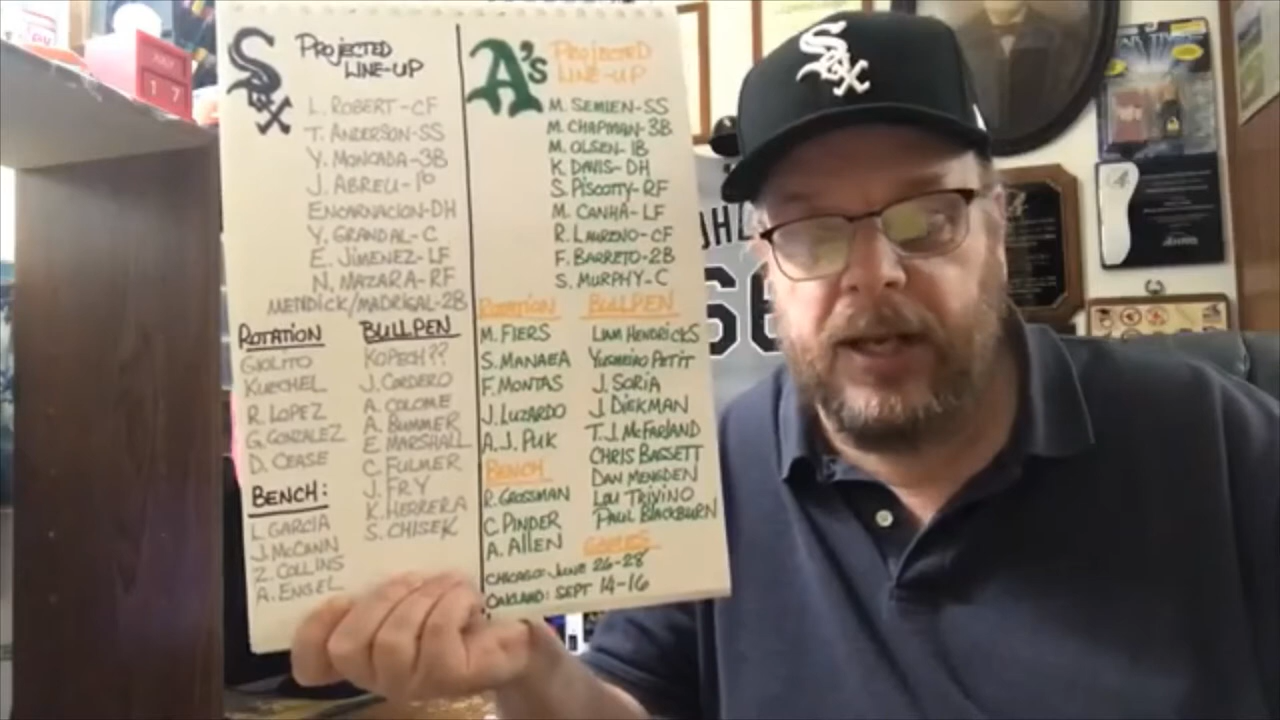 Sox
PROJECTED
LINE-UP
L. ROBERT-CF
T. ANDERSON-SS
Y. MONCADA-3B
J. ABREU-1B
ENCARNACION-DH
Y. GRANDAL-C
E. JIMENEZ-LF
N. MAZARA-RF
MENDICK/MADRIGAL-2B
ROTATION
GIOLITO
KUECHEL
R. LOPEZ
G. GONZALEZ
D. CEASE
BENCH:
L. GARCIA
J. McCANN
Z. COLLINS
A. ENGEL
BULLPEN
KOPECH??
J. CORDERO
A. COLOME
A. BUMMER
E. MARSHALL
C. FULMER
J. FRY
K. HERRERA
S. CHISEK
A's
PROJECTED
LINE-UP
M. SEMIEN-SS
M. CHAPMAN-3B
M. OLSEN-1B
K. DAVIS-DH
S. PISCOTTY-RF
M. CANHA-LF
R. LAURENO-CF
F. BARRETO-2B
S. MURPHY-C
ROTATION
M. FIERS
S. MANAEA
F. MONTAS
J. LUZARDO
A.J. PUK
BENCH
R. GROSSMAN
C. PINDER
A. ALLEN
BULLPEN
LIAM HENDRICKS
YUSMEIRO PETIT
J. SORIA
J. DIEKMAN
T.J. McFARLAND
CHRIS BASSETT
DAN MENGDEN
LOU TRIVINO
PAUL BLACKBURN
GAMES
CHICAGO: JUNE 26-28
OAKLAND: SEPT 14-16
Sox
17